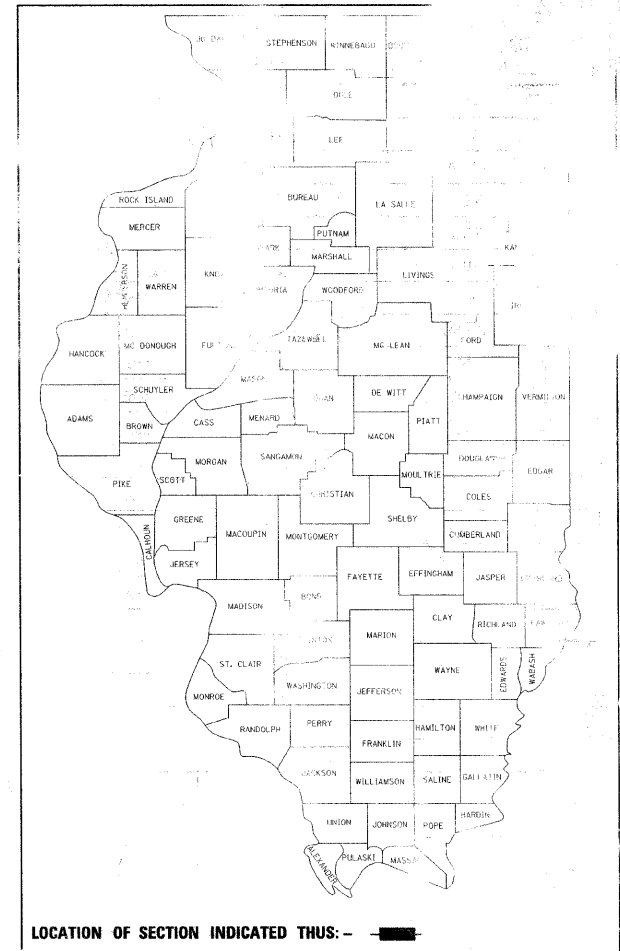 STEPHENSON
WINNEBAGO
OGLE
LEE
ROCK ISLAND
BUREAU
LA SALLE
MERCER
PUTNAM
MARSHALL
WARREN
WOODFORD
LIVINGS
HANCOCK
MC DONOUGH
TAZEWELL
MC LEAN
FORD
SCHUYLER
DE WITT
ADAMS
BROWN
CASS
MENARD
PIATT
HAMPAIGN
MACON
MORGAN
SANGAMON
DOUGLAS
EDGAR
PIKE
SCOTT
MOULTRIE
COLES
CHRISTIAN
GREENE
SHELBY
CALHOUN
MACOUPIN
MONTGOMERY
CUMBERLAND
JERSEY
FAYETTE
EFFINGHAM
JASPER
MADISON
BOND
CLAY
RICHLAND
MARION
ST. CLAIR
WAYNE
EDWARDS
WABASH
WASHINGTON
JEFFERSON
MONROE
RANDOLPH
PERRY
HAMILTON
WHITE
FRANKLIN
JACKSON
WILLIAMSON
SALINE
GALLATIN
HARDIN
UNION
JOHNSON
POPE
ALEXANDER
PULASKI
MASSA
LOCATION OF SECTION INDICATED THUS: –